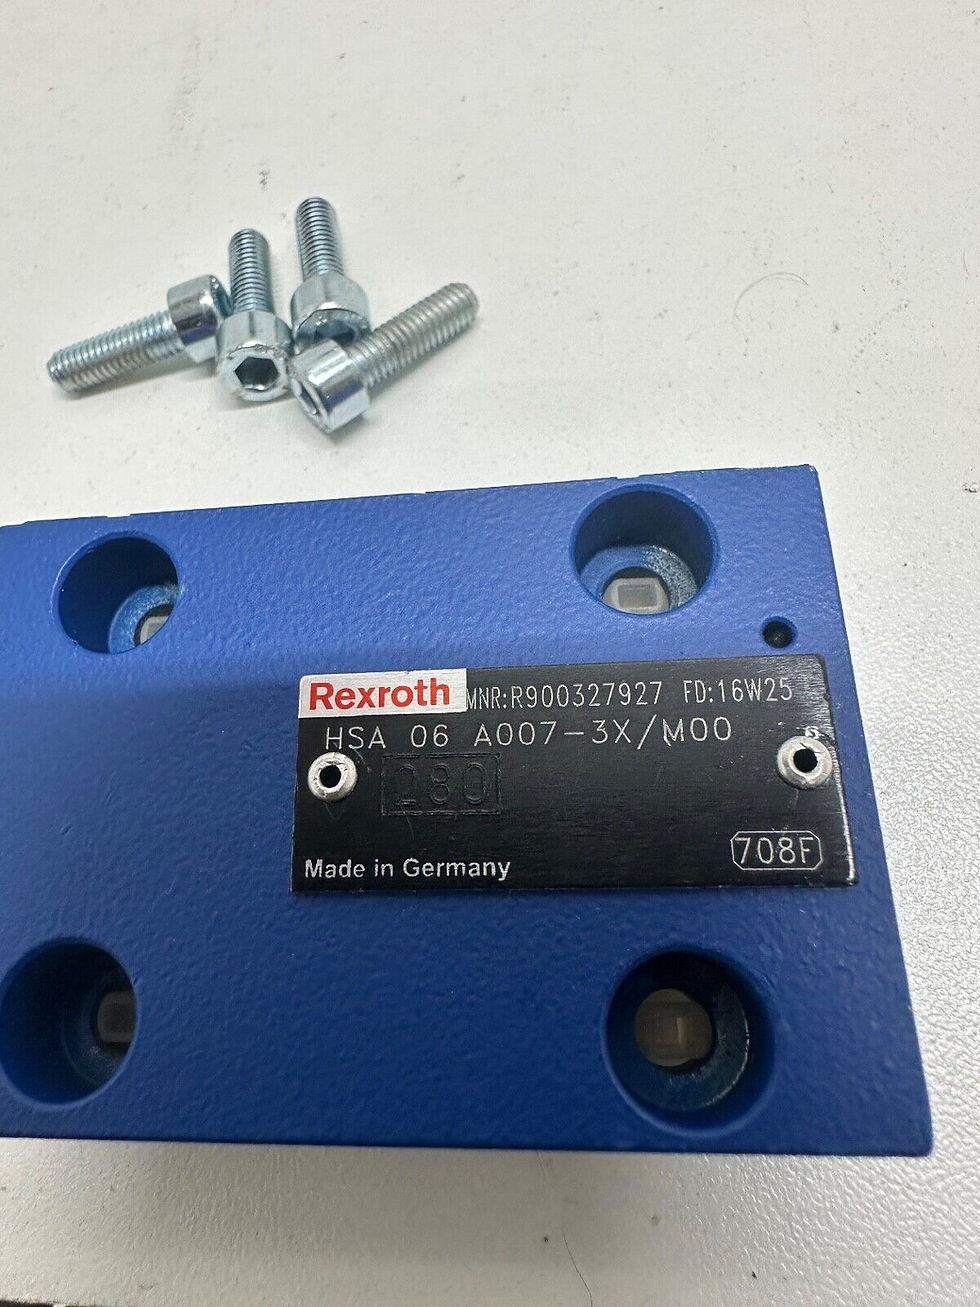 Rexroth MNR:R900327927 FD:16W25
HSA 06 A007-3X/M00
280
Made in Germany
708F